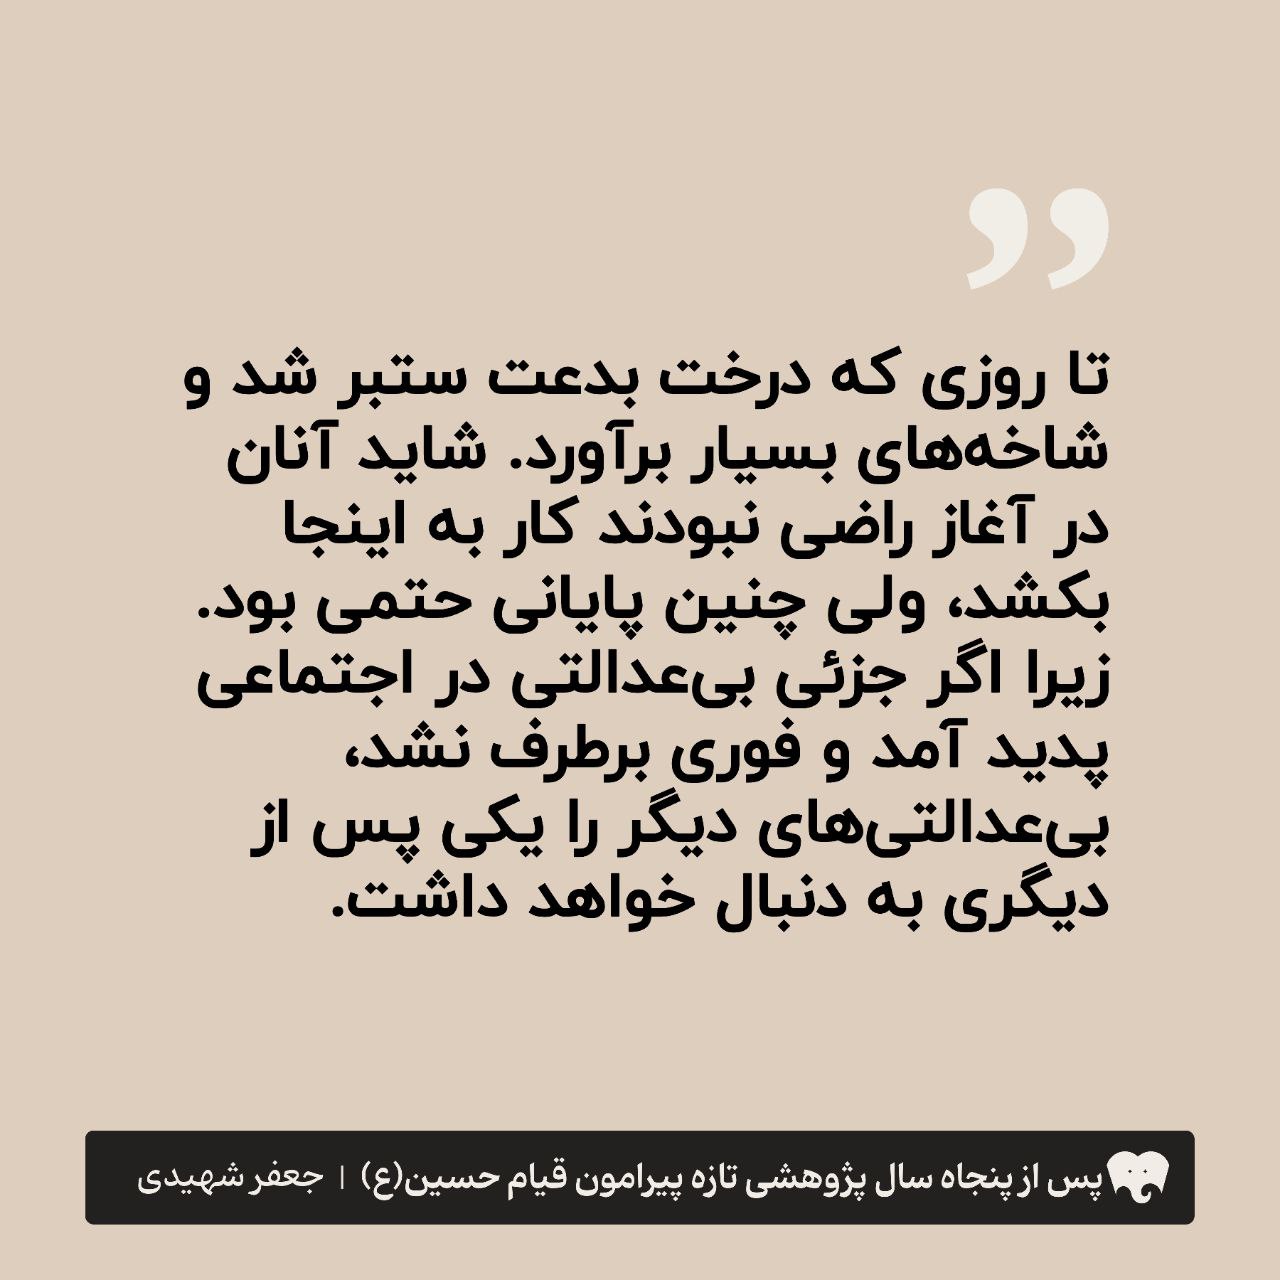 ”
تا روزی که درخت بدعت ستبر شد و
شاخه‌های بسیار برآورد. شاید آنان
در آغاز راضی نبودند کار به اینجا
بکشد، ولی چنین پایانی حتمی بود.
زیرا اگر جزئی بی‌عدالتی در اجتماعی
پدید آمد و فوری برطرف نشد،
بی‌عدالتی‌های دیگر را یکی پس از
دیگری به دنبال خواهد داشت.
پس از پنجاه سال پژوهشی تازه پیرامون قیام حسین(ع) | جعفر شهیدی